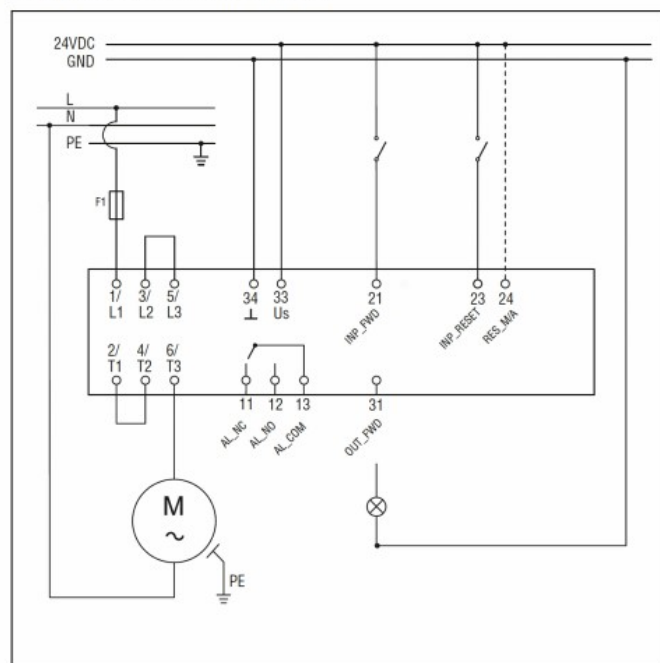 24VDC
GND
L
N
PE
F1
1/ 3/ 5/ 34 33 21 23 24
L1 L2 L3 ⊥ Us INP_FWD INP_RESET RES_M/A
2/ 4/ 6/
T1 T2 T3
11 12 13 31
AL_NC AL_NO AL_COM OUT_FWD
M
~
PE